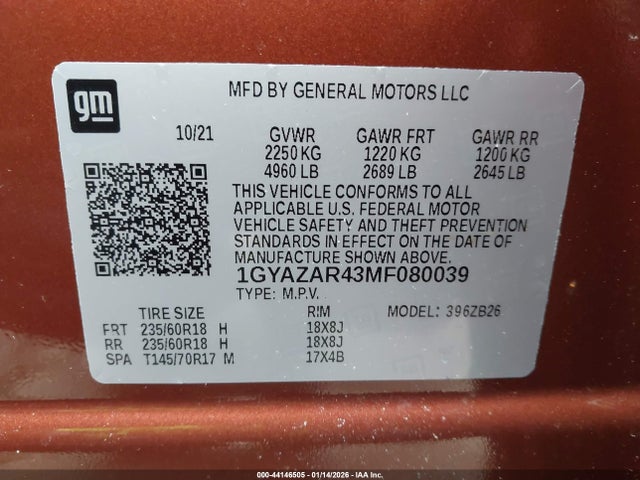 gm
MFD BY GENERAL MOTORS LLC
10/21 GVWR GAWR FRT GAWR RR
2250 KG 1220 KG 1200 KG
4960 LB 2689 LB 2645 LB
THIS VEHICLE CONFORMS TO ALL
APPLICABLE U.S. FEDERAL MOTOR
VEHICLE SAFETY AND THEFT PREVENTION
STANDARDS IN EFFECT ON THE DATE OF
MANUFACTURE SHOWN ABOVE.
1GYAZAR43MF080039
TYPE: M.P.V.
TIRE SIZE RIM MODEL: 396ZB26
FRT 235/60R18 H 18X8J
RR 235/60R18 H 18X8J
SPA T145/70R17 M 17X4B
000-44146505 — 01/14/2026 — IAA Inc.